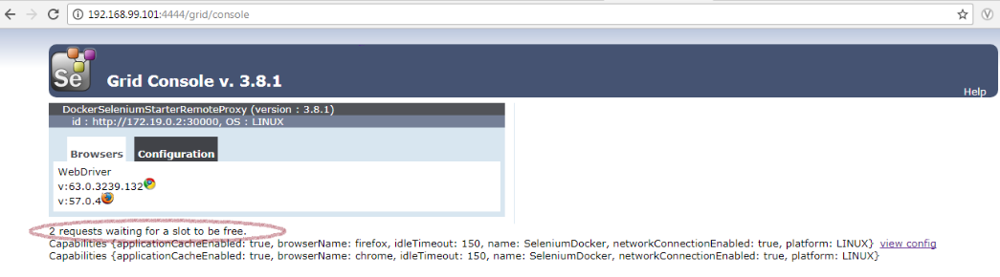 192.168.99.101:4444/grid/console
Se
Grid Console v. 3.8.1
Help
DockerSeleniumStarterRemoteProxy (version : 3.8.1)
id : http://172.19.0.2:30000, OS : LINUX
Browsers Configuration
WebDriver
v:63.0.3239.132
v:57.0.4
2 requests waiting for a slot to be free.
Capabilities {applicationCacheEnabled: true, browserName: firefox, idleTimeout: 150, name: SeleniumDocker, networkConnectionEnabled: true, platform: LINUX} view config
Capabilities {applicationCacheEnabled: true, browserName: chrome, idleTimeout: 150, name: SeleniumDocker, networkConnectionEnabled: true, platform: LINUX}